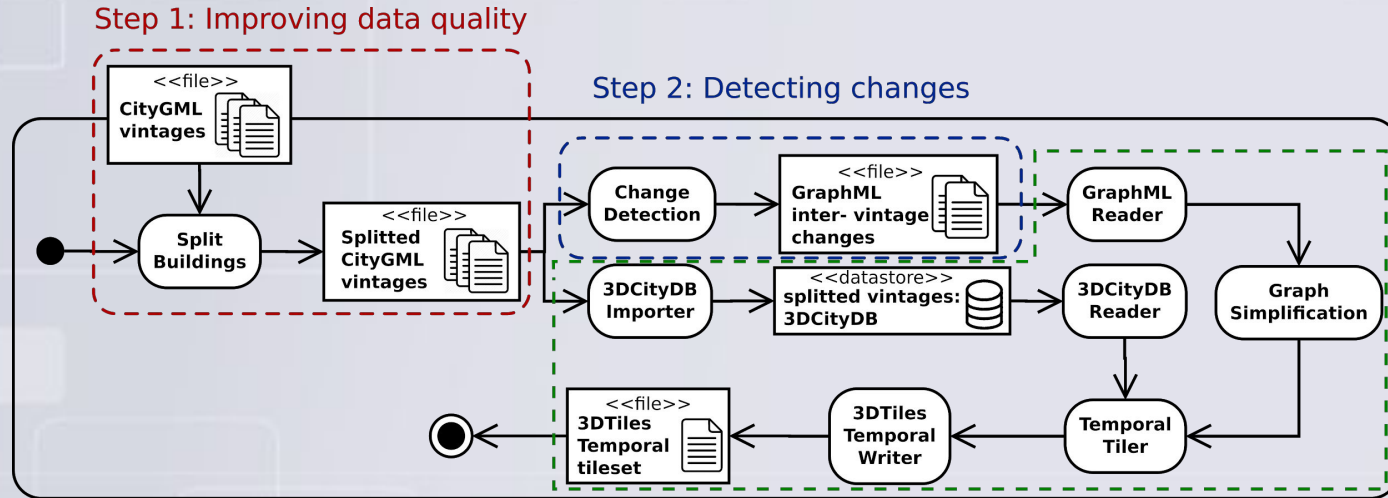 Step 1: Improving data quality
<<file>>
CityGML
vintages
Step 2: Detecting changes
Split
Buildings
<<file>>
Splitted
CityGML
vintages
Change
Detection
<<file>>
GraphML
inter- vintage
changes
GraphML
Reader
3DCityDB
Importer
<<datastore>>
splitted vintages:
3DCityDB
3DCityDB
Reader
Graph
Simplification
<<file>>
3DTiles
Temporal
tileset
3DTiles
Temporal
Writer
Temporal
Tiler